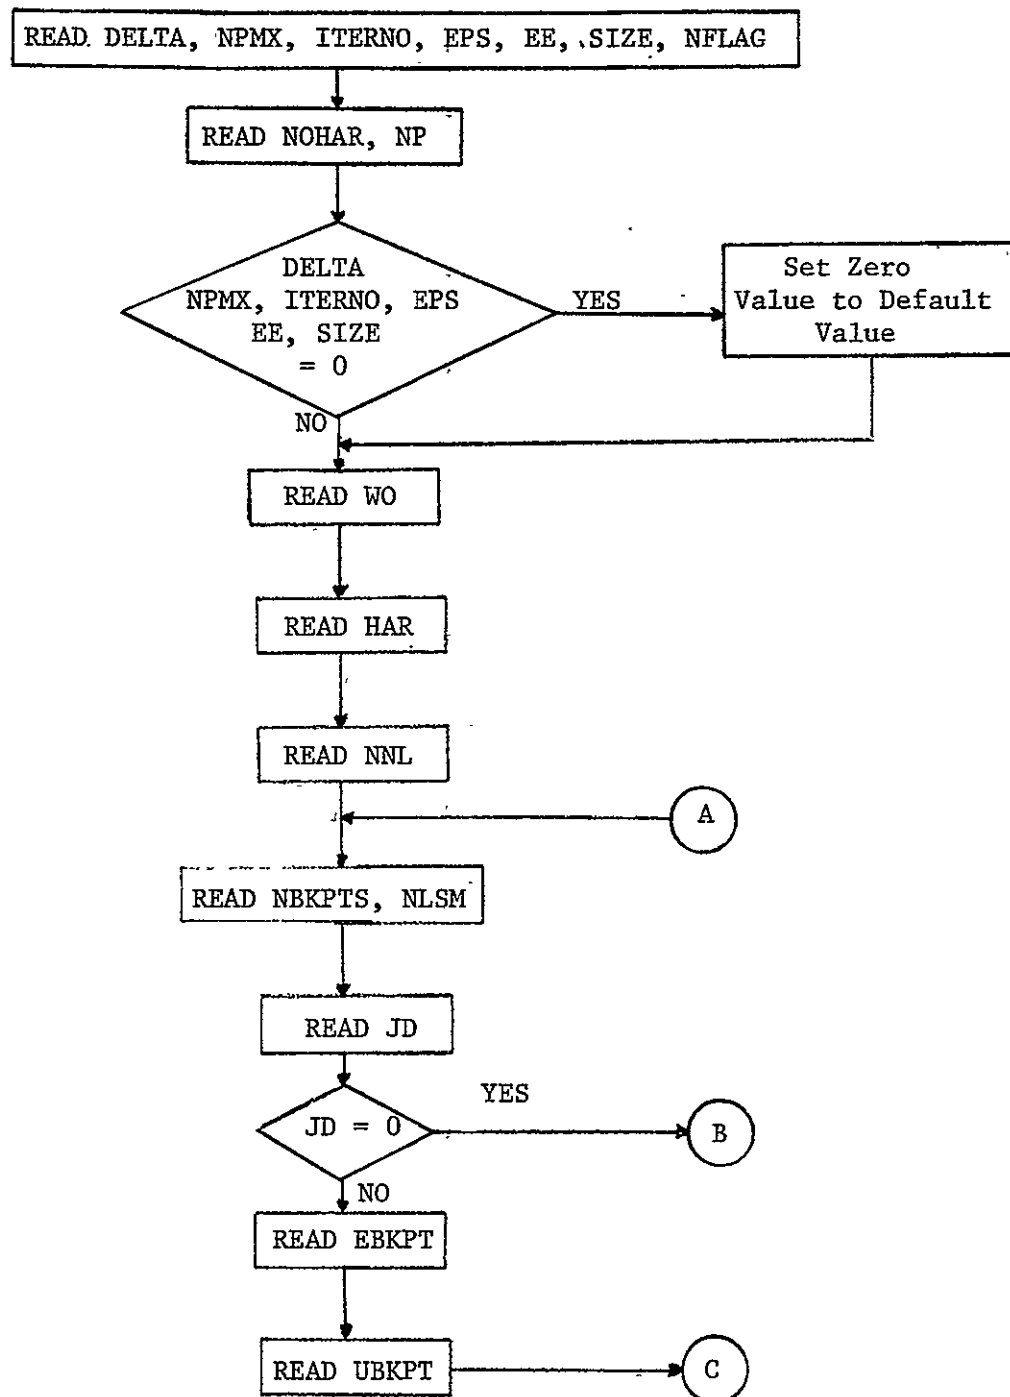 READ DELTA, NPMX, ITERNO, EPS, EE, SIZE, NFLAG
READ NOHAR, NP
DELTA
NPMX, ITERNO, EPS
EE, SIZE
= 0
YES
Set Zero
Value to Default
Value
NO
READ WO
READ HAR
READ NNL
A
READ NBKPTS, NLSM
READ JD
JD = 0
YES
B
NO
READ EBKPT
READ UBKPT
C